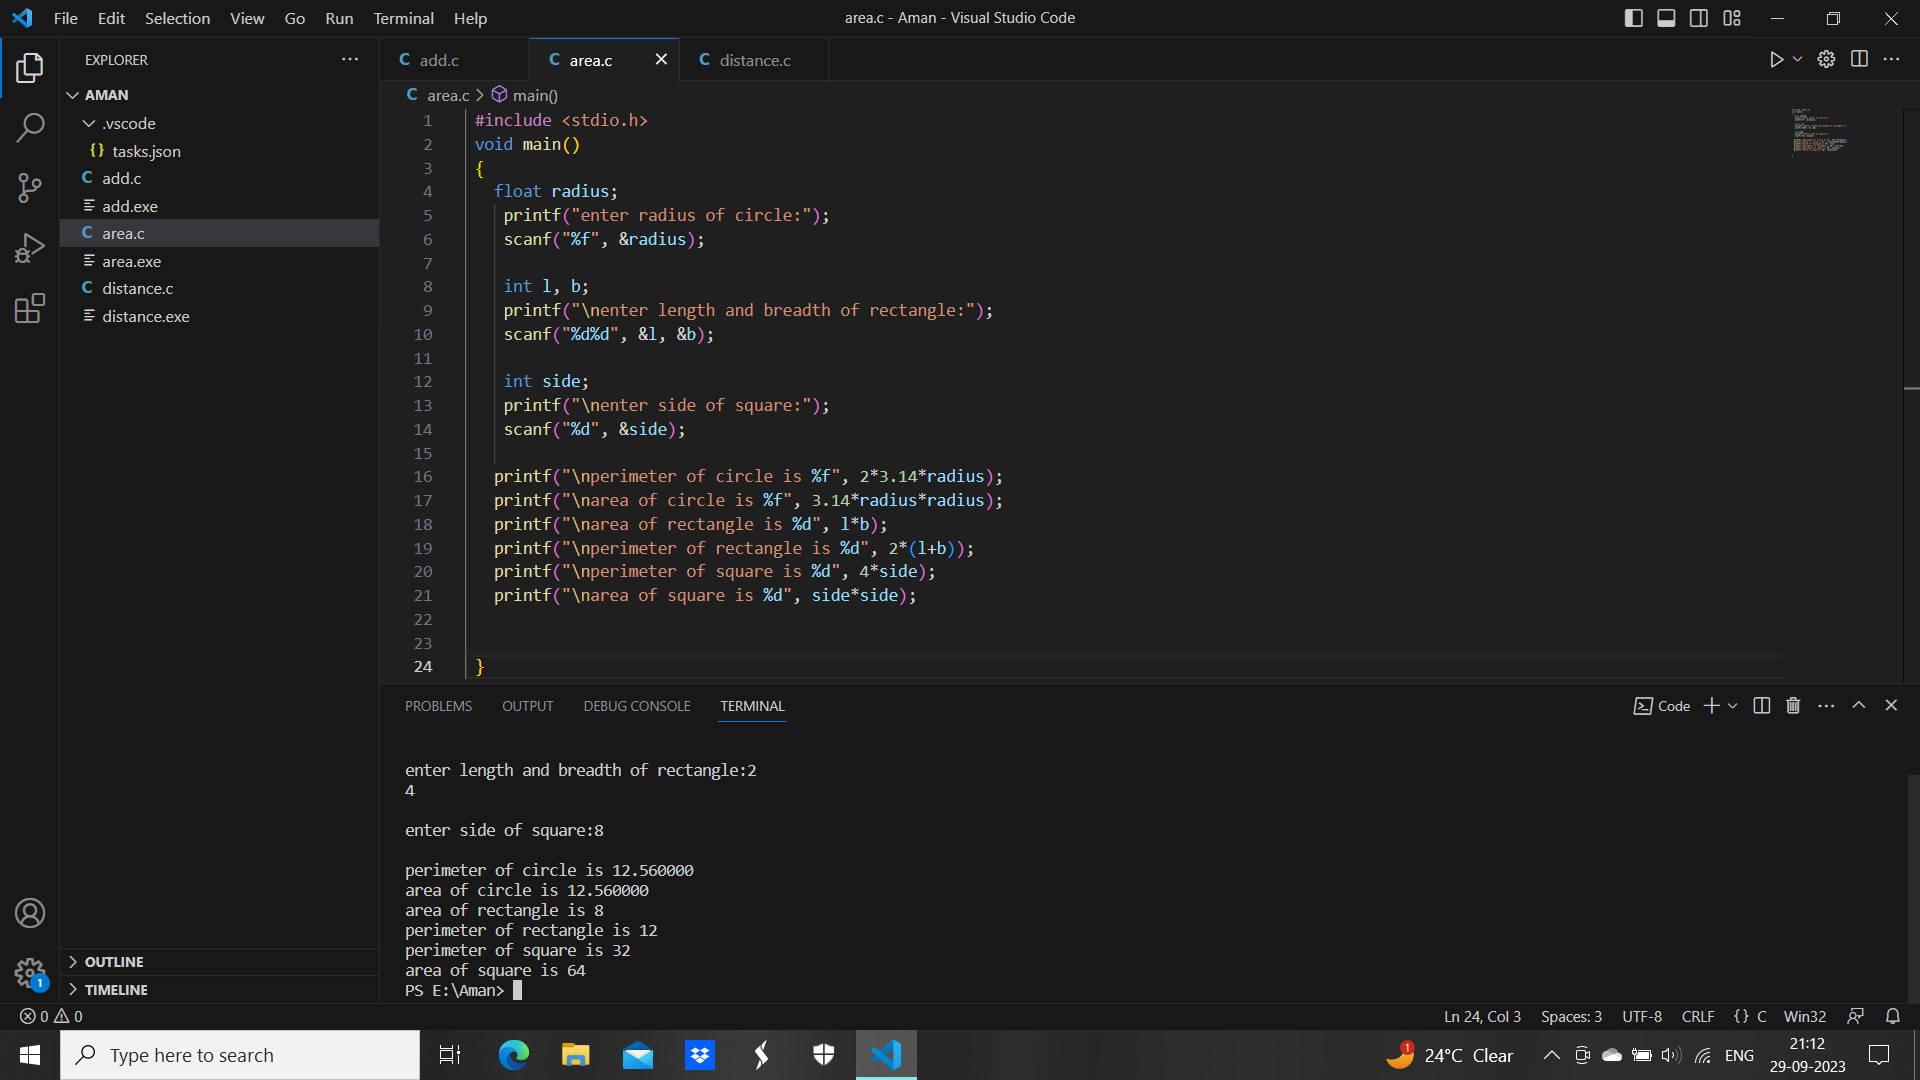 File Edit Selection View Go Run Terminal Help
area.c - Aman - Visual Studio Code
EXPLORER
AMAN
.vscode
{} tasks.json
C add.c
add.exe
C area.c
area.exe
C distance.c
distance.exe
OUTLINE
TIMELINE
C add.c
C area.c
C distance.c
C area.c > main()
1 #include <stdio.h>
2 void main()
3 {
4 float radius;
5 printf("enter radius of circle:");
6 scanf("%f", &radius);
7
8 int l, b;
9 printf("\nenter length and breadth of rectangle:");
10 scanf("%d%d", &l, &b);
11
12 int side;
13 printf("\nenter side of square:");
14 scanf("%d", &side);
15
16 printf("\nperimeter of circle is %f", 2*3.14*radius);
17 printf("\narea of circle is %f", 3.14*radius*radius);
18 printf("\narea of rectangle is %d", l*b);
19 printf("\nperimeter of rectangle is %d", 2*(l+b));
20 printf("\nperimeter of square is %d", 4*side);
21 printf("\narea of square is %d", side*side);
22
23
24 }
PROBLEMS OUTPUT DEBUG CONSOLE TERMINAL
Code
enter length and breadth of rectangle:2
4
enter side of square:8
perimeter of circle is 12.560000
area of circle is 12.560000
area of rectangle is 8
perimeter of rectangle is 12
perimeter of square is 32
area of square is 64
PS E:\Aman>
1
0 0
Ln 24, Col 3 Spaces: 3 UTF-8 CRLF {} C Win32
Type here to search
1
24°C Clear
ENG
21:12
29-09-2023